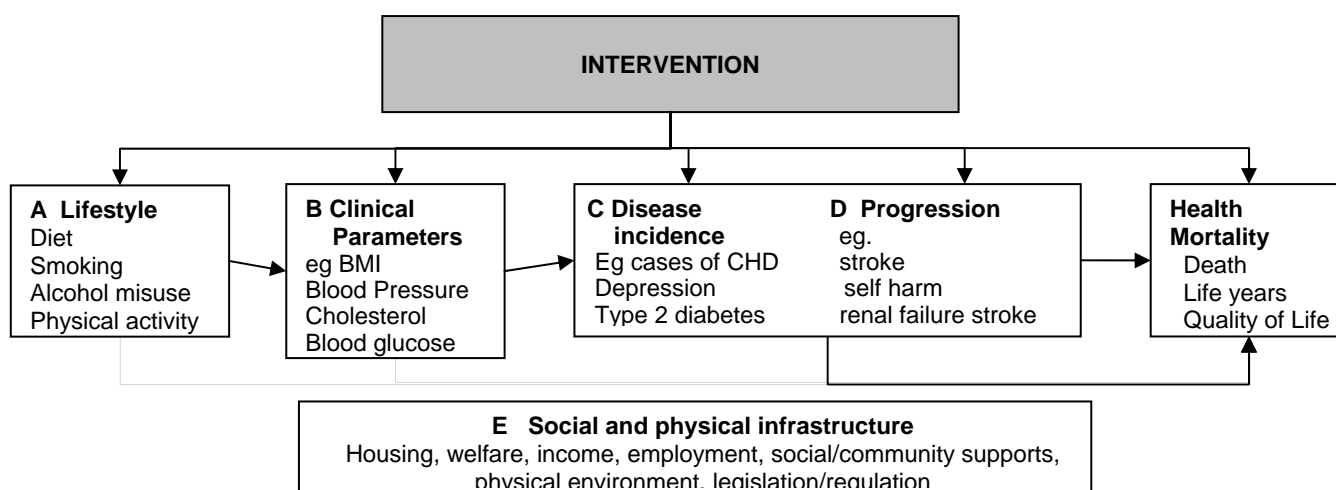 INTERVENTION
A Lifestyle
Diet
Smoking
Alcohol misuse
Physical activity
B Clinical
Parameters
eg BMI
Blood Pressure
Cholesterol
Blood glucose
C Disease
incidence
Eg cases of CHD
Depression
Type 2 diabetes
D Progression
eg.
stroke
self harm
renal failure stroke
Health
Mortality
Death
Life years
Quality of Life
E Social and physical infrastructure
Housing, welfare, income, employment, social/community supports,
physical environment, legislation/regulation